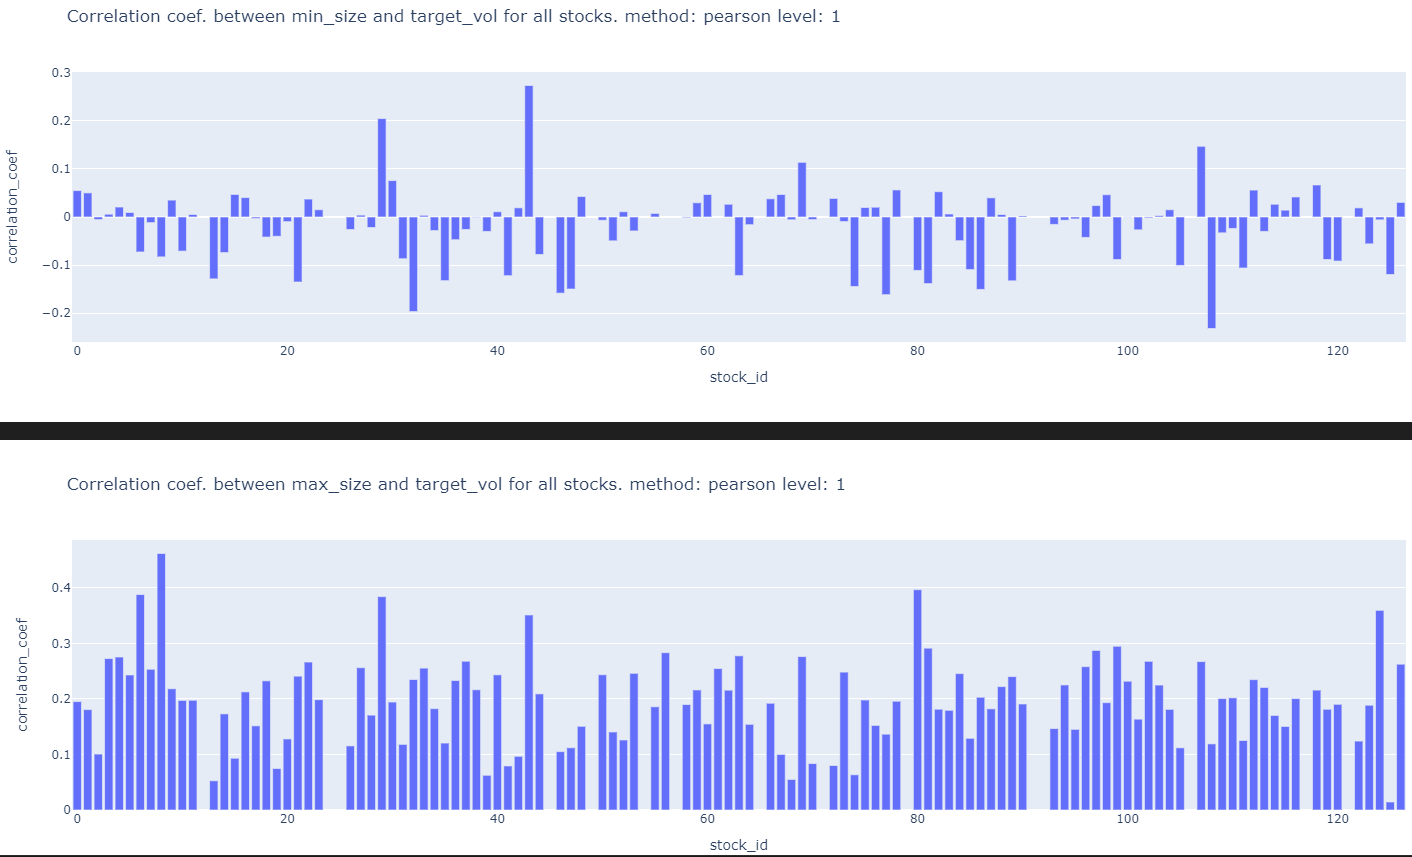 Correlation coef. between min_size and target_vol for all stocks. method: pearson level: 1
0.3
0.2
0.1
0
−0.1
−0.2
correlation_coef
0 20 40 60 80 100 120
stock_id
Correlation coef. between max_size and target_vol for all stocks. method: pearson level: 1
0.4
0.3
0.2
0.1
0
correlation_coef
0 20 40 60 80 100 120
stock_id